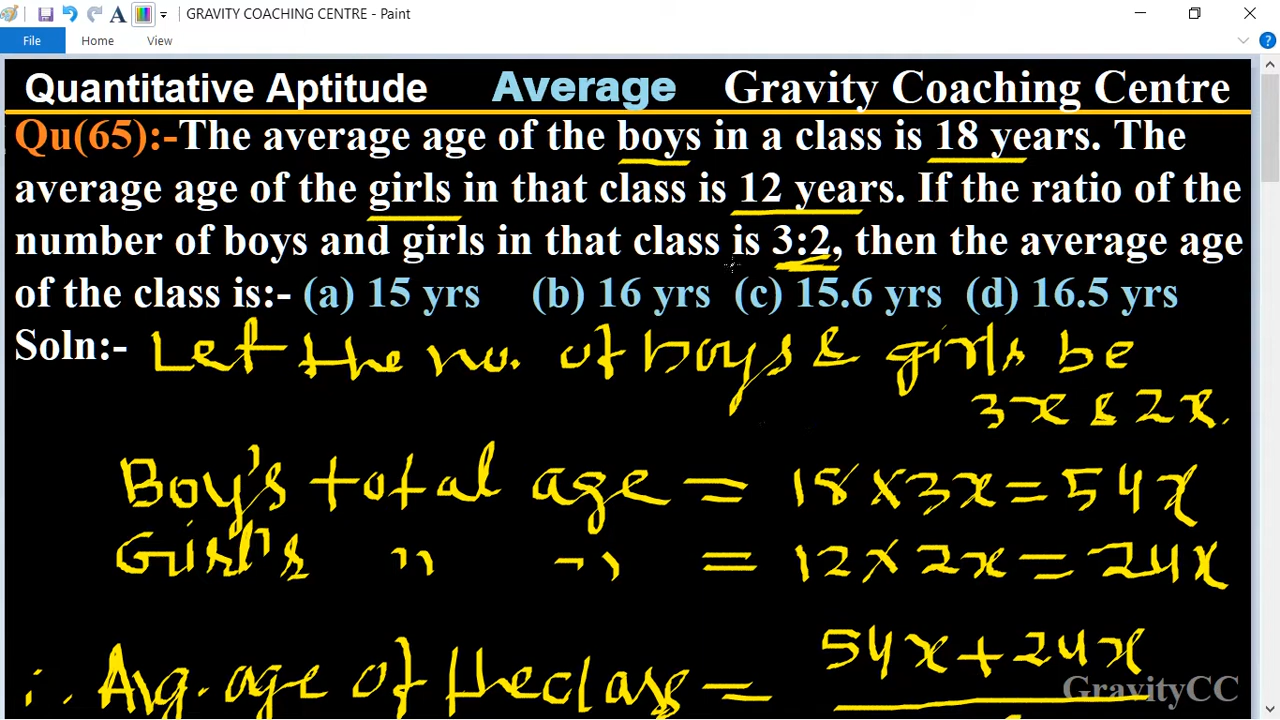 GRAVITY COACHING CENTRE - Paint
File Home View
Quantitative Aptitude Average Gravity Coaching Centre
Qu(65):-The average age of the boys in a class is 18 years. The
average age of the girls in that class is 12 years. If the ratio of the
number of boys and girls in that class is 3:2, then the average age
of the class is:- (a) 15 yrs (b) 16 yrs (c) 15.6 yrs (d) 16.5 yrs
Soln:- Let the no. of boys & girls be
3x & 2x.
Boy's total age = 18×3x = 54x
Girl's " " = 12×2x = 24x
∴ Avg. age of the class = 54x+24x
GravityCC